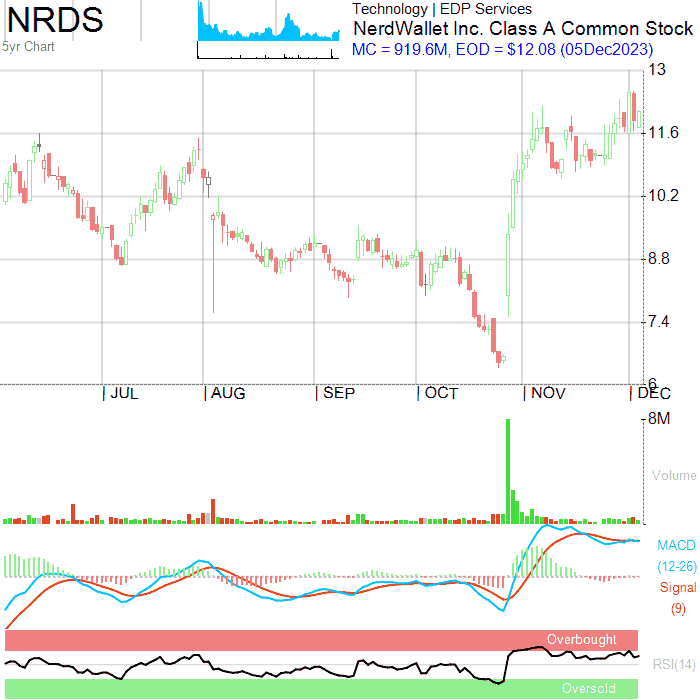 NRDS
5yr Chart
Technology | EDP Services
NerdWallet Inc. Class A Common Stock
MC = 919.6M, EOD = $12.08 (05Dec2023)
13
11.6
10.2
8.8
7.4
6
JUL AUG SEP OCT NOV DEC
8M
Volume
MACD
(12-26)
Signal
(9)
Overbought
RSI(14)
Oversold